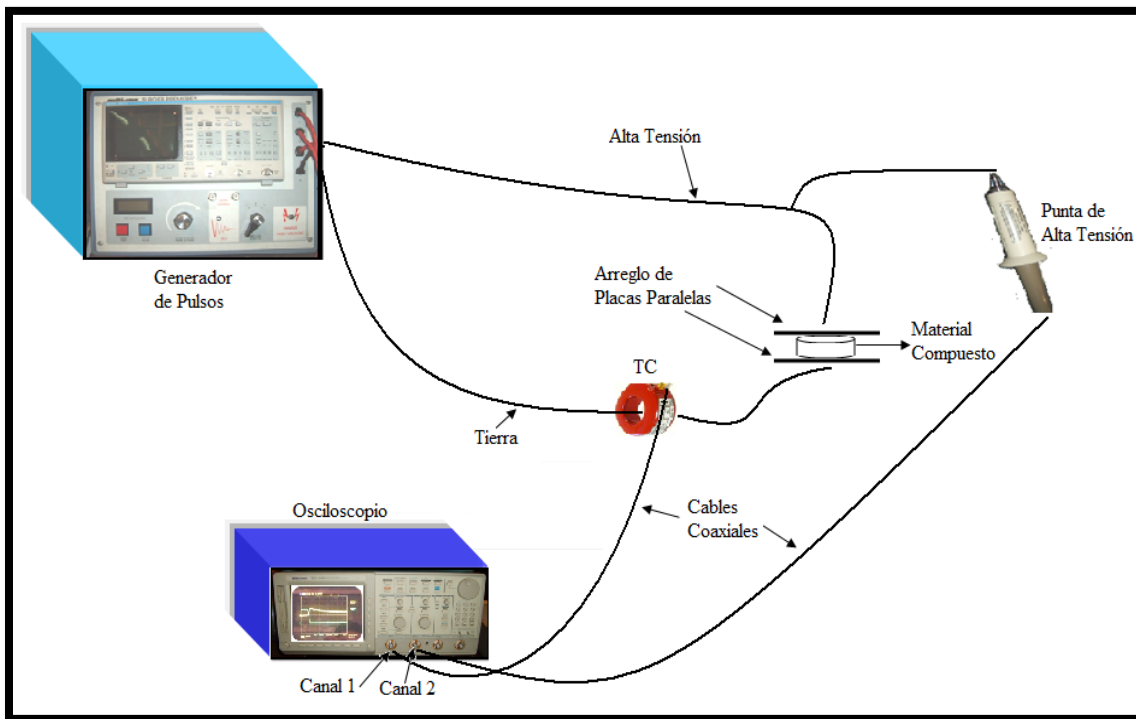 Alta Tensión
Punta de
Alta Tensión
Generador
de Pulsos
Arreglo de
Placas Paralelas
Material
Compuesto
TC
Tierra
Cables
Coaxiales
Osciloscopio
Canal 1
Canal 2